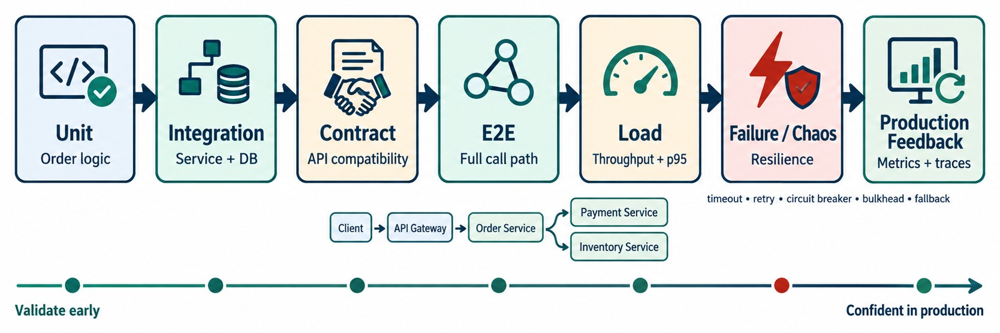 Unit
Order logic
Integration
Service + DB
Contract
API compatibility
E2E
Full call path
Load
Throughput + p95
Failure / Chaos
Resilience
Production
Feedback
Metrics + traces
timeout • retry • circuit breaker • bulkhead • fallback
Client
API Gateway
Order Service
Payment Service
Inventory Service
Validate early
Confident in production